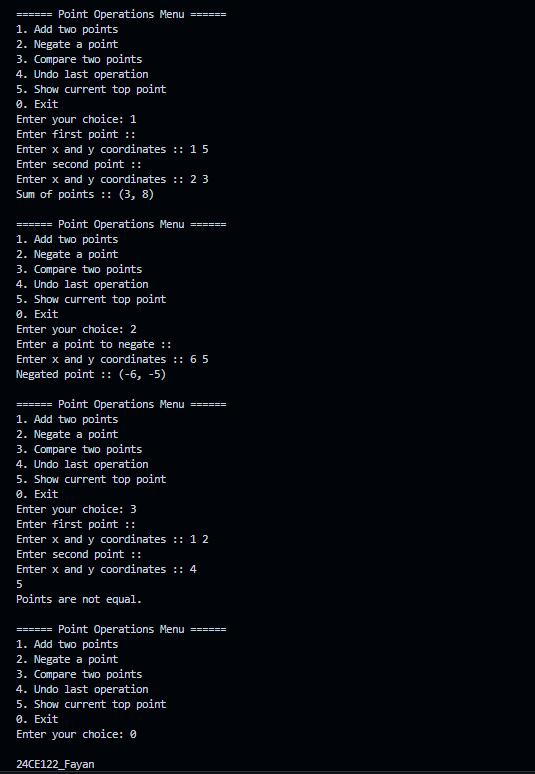 ====== Point Operations Menu ======
1. Add two points
2. Negate a point
3. Compare two points
4. Undo last operation
5. Show current top point
0. Exit
Enter your choice: 1
Enter first point ::
Enter x and y coordinates :: 1 5
Enter second point ::
Enter x and y coordinates :: 2 3
Sum of points :: (3, 8)

====== Point Operations Menu ======
1. Add two points
2. Negate a point
3. Compare two points
4. Undo last operation
5. Show current top point
0. Exit
Enter your choice: 2
Enter a point to negate ::
Enter x and y coordinates :: 6 5
Negated point :: (-6, -5)

====== Point Operations Menu ======
1. Add two points
2. Negate a point
3. Compare two points
4. Undo last operation
5. Show current top point
0. Exit
Enter your choice: 3
Enter first point ::
Enter x and y coordinates :: 1 2
Enter second point ::
Enter x and y coordinates :: 4
5
Points are not equal.

====== Point Operations Menu ======
1. Add two points
2. Negate a point
3. Compare two points
4. Undo last operation
5. Show current top point
0. Exit
Enter your choice: 0

24CE122_Fayan